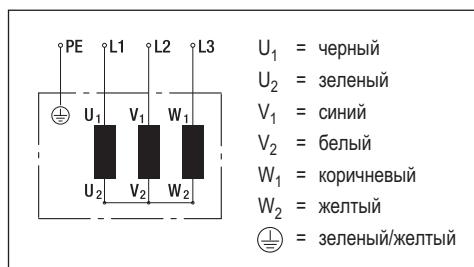 PE L1 L2 L3
U₁ V₁ W₁
U₂ V₂ W₂
U₁ = черный
U₂ = зеленый
V₁ = синий
V₂ = белый
W₁ = коричневый
W₂ = желтый
⏚ = зеленый/желтый